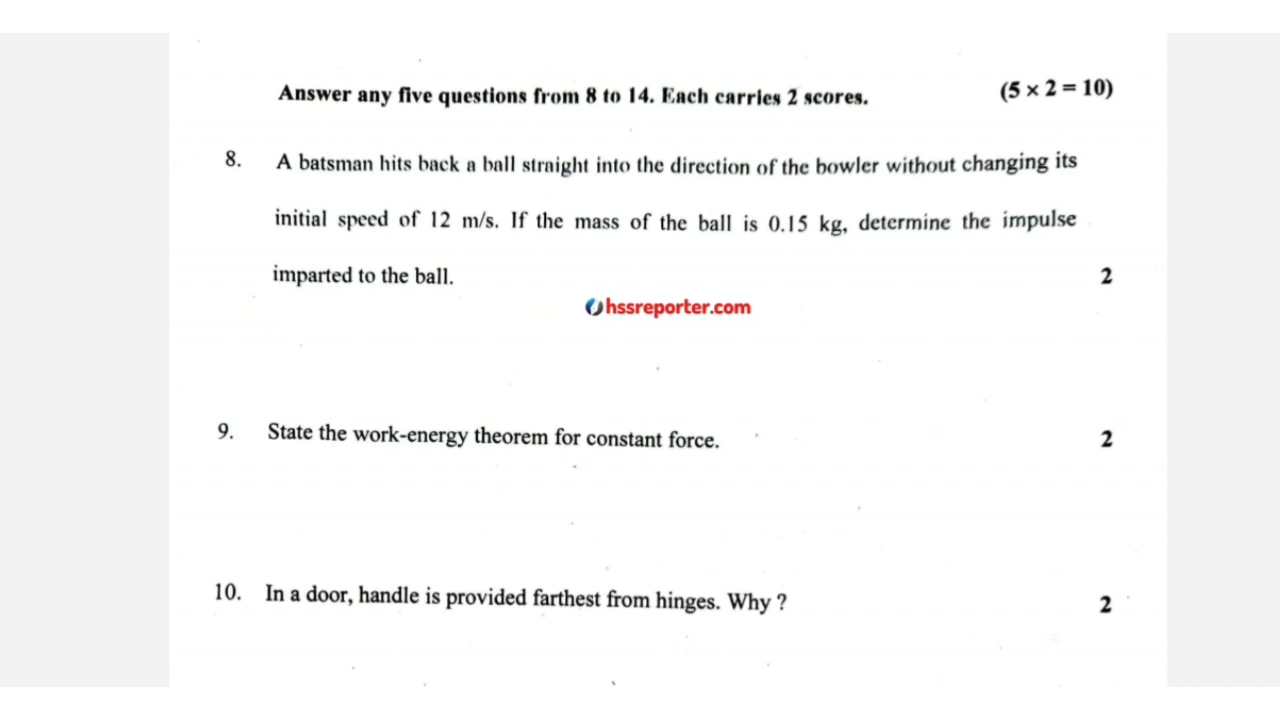 Answer any five questions from 8 to 14. Each carries 2 scores. (5 × 2 = 10)
8. A batsman hits back a ball straight into the direction of the bowler without changing its
initial speed of 12 m/s. If the mass of the ball is 0.15 kg, determine the impulse
imparted to the ball. 2
hssreporter.com
9. State the work-energy theorem for constant force. 2
10. In a door, handle is provided farthest from hinges. Why ? 2